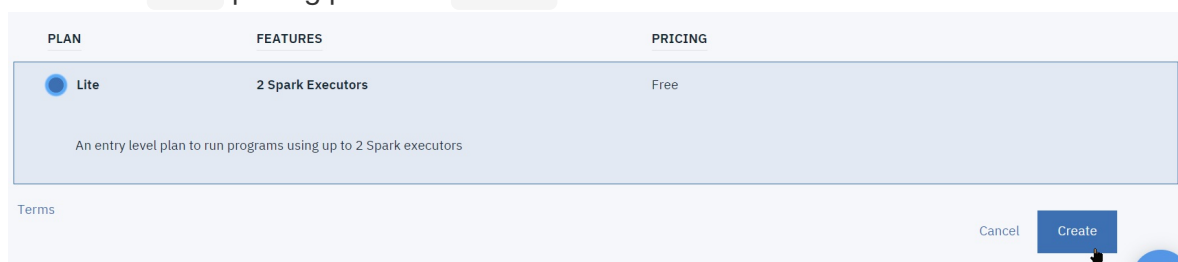 PLAN FEATURES PRICING
Lite 2 Spark Executors Free
An entry level plan to run programs using up to 2 Spark executors
Terms
Cancel Create